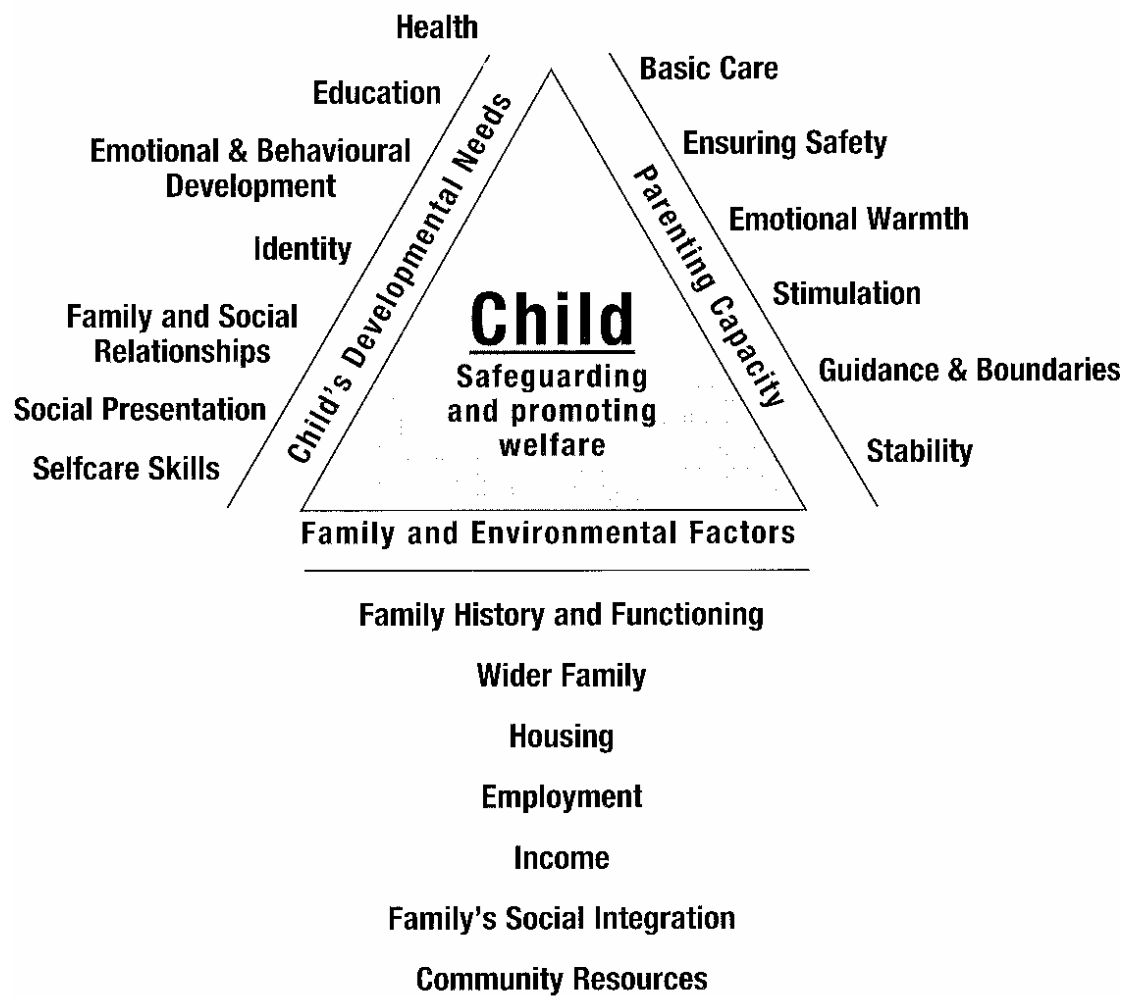 Health
Education
Emotional & Behavioural
Development
Identity
Family and Social
Relationships
Social Presentation
Selfcare Skills
Child's Developmental Needs
Basic Care
Ensuring Safety
Emotional Warmth
Stimulation
Guidance & Boundaries
Stability
Parenting Capacity
Child
Safeguarding
and promoting
welfare
Family and Environmental Factors
Family History and Functioning
Wider Family
Housing
Employment
Income
Family's Social Integration
Community Resources